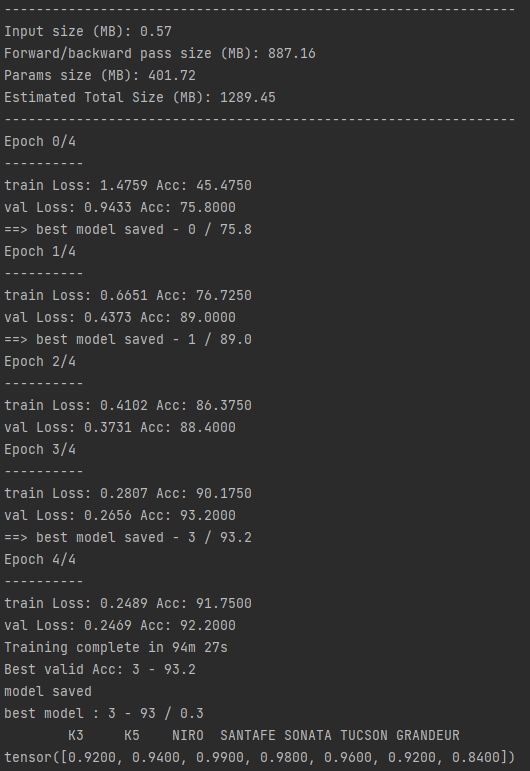 ----------------------------------------------------------------
Input size (MB): 0.57
Forward/backward pass size (MB): 887.16
Params size (MB): 401.72
Estimated Total Size (MB): 1289.45
----------------------------------------------------------------
Epoch 0/4
----------
train Loss: 1.4759 Acc: 45.4750
val Loss: 0.9433 Acc: 75.8000
==> best model saved - 0 / 75.8
Epoch 1/4
----------
train Loss: 0.6651 Acc: 76.7250
val Loss: 0.4373 Acc: 89.0000
==> best model saved - 1 / 89.0
Epoch 2/4
----------
train Loss: 0.4102 Acc: 86.3750
val Loss: 0.3731 Acc: 88.4000
Epoch 3/4
----------
train Loss: 0.2807 Acc: 90.1750
val Loss: 0.2656 Acc: 93.2000
==> best model saved - 3 / 93.2
Epoch 4/4
----------
train Loss: 0.2489 Acc: 91.7500
val Loss: 0.2469 Acc: 92.2000
Training complete in 94m 27s
Best valid Acc: 3 - 93.2
model saved
best model : 3 - 93 / 0.3
K3 K5 NIRO SANTAFE SONATA TUCSON GRANDEUR
tensor([0.9200, 0.9400, 0.9900, 0.9800, 0.9600, 0.9200, 0.8400])